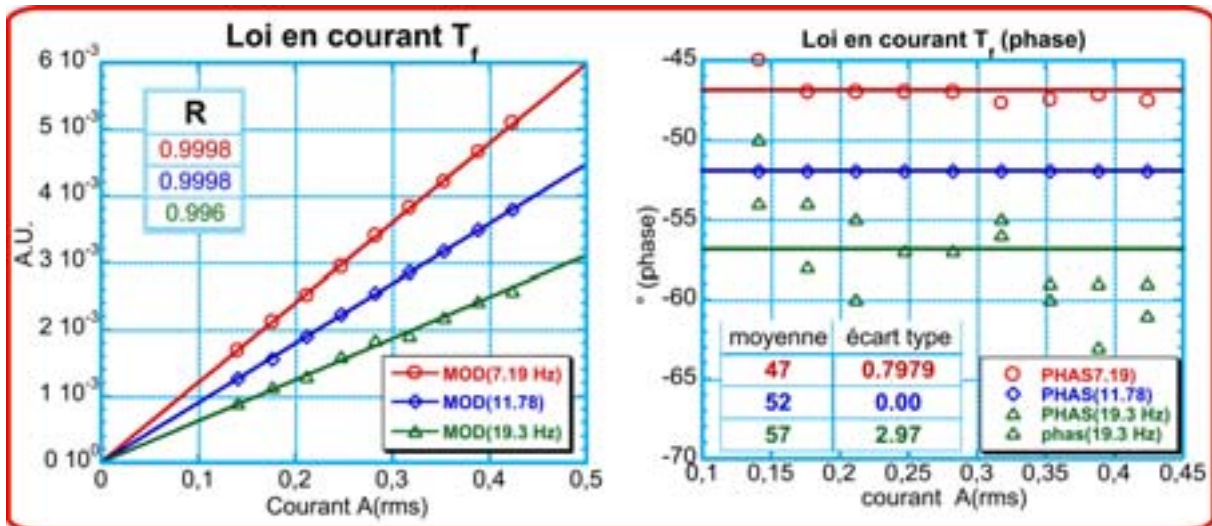 Loi en courant T_f
6 10^-3
5 10^-3
4 10^-3
3 10^-3
2 10^-3
1 10^-3
0 10^0
A.U.
R
0.9998
0.9998
0.996
MOD(7.19 Hz)
MOD(11.78)
MOD(19.3 Hz)
0 0,1 0,2 0,3 0,4 0,5
Courant A(rms)
Loi en courant T_f (phase)
-45
-50
-55
-60
-65
-70
° (phase)
moyenne écart type
47 0.7979
52 0.00
57 2.97
PHAS7.19)
PHAS(11.78)
PHAS(19.3 Hz)
phas(19.3 Hz)
0,1 0,15 0,2 0,25 0,3 0,35 0,4 0,45
courant A(rms)